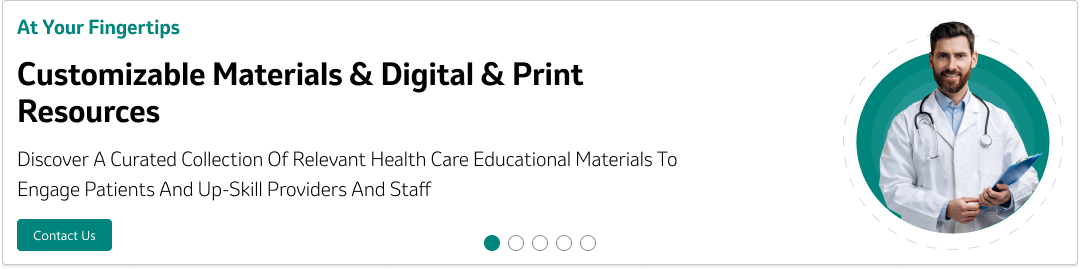 At Your Fingertips
Customizable Materials & Digital & Print
Resources
Discover A Curated Collection Of Relevant Health Care Educational Materials To
Engage Patients And Up-Skill Providers And Staff
Contact Us